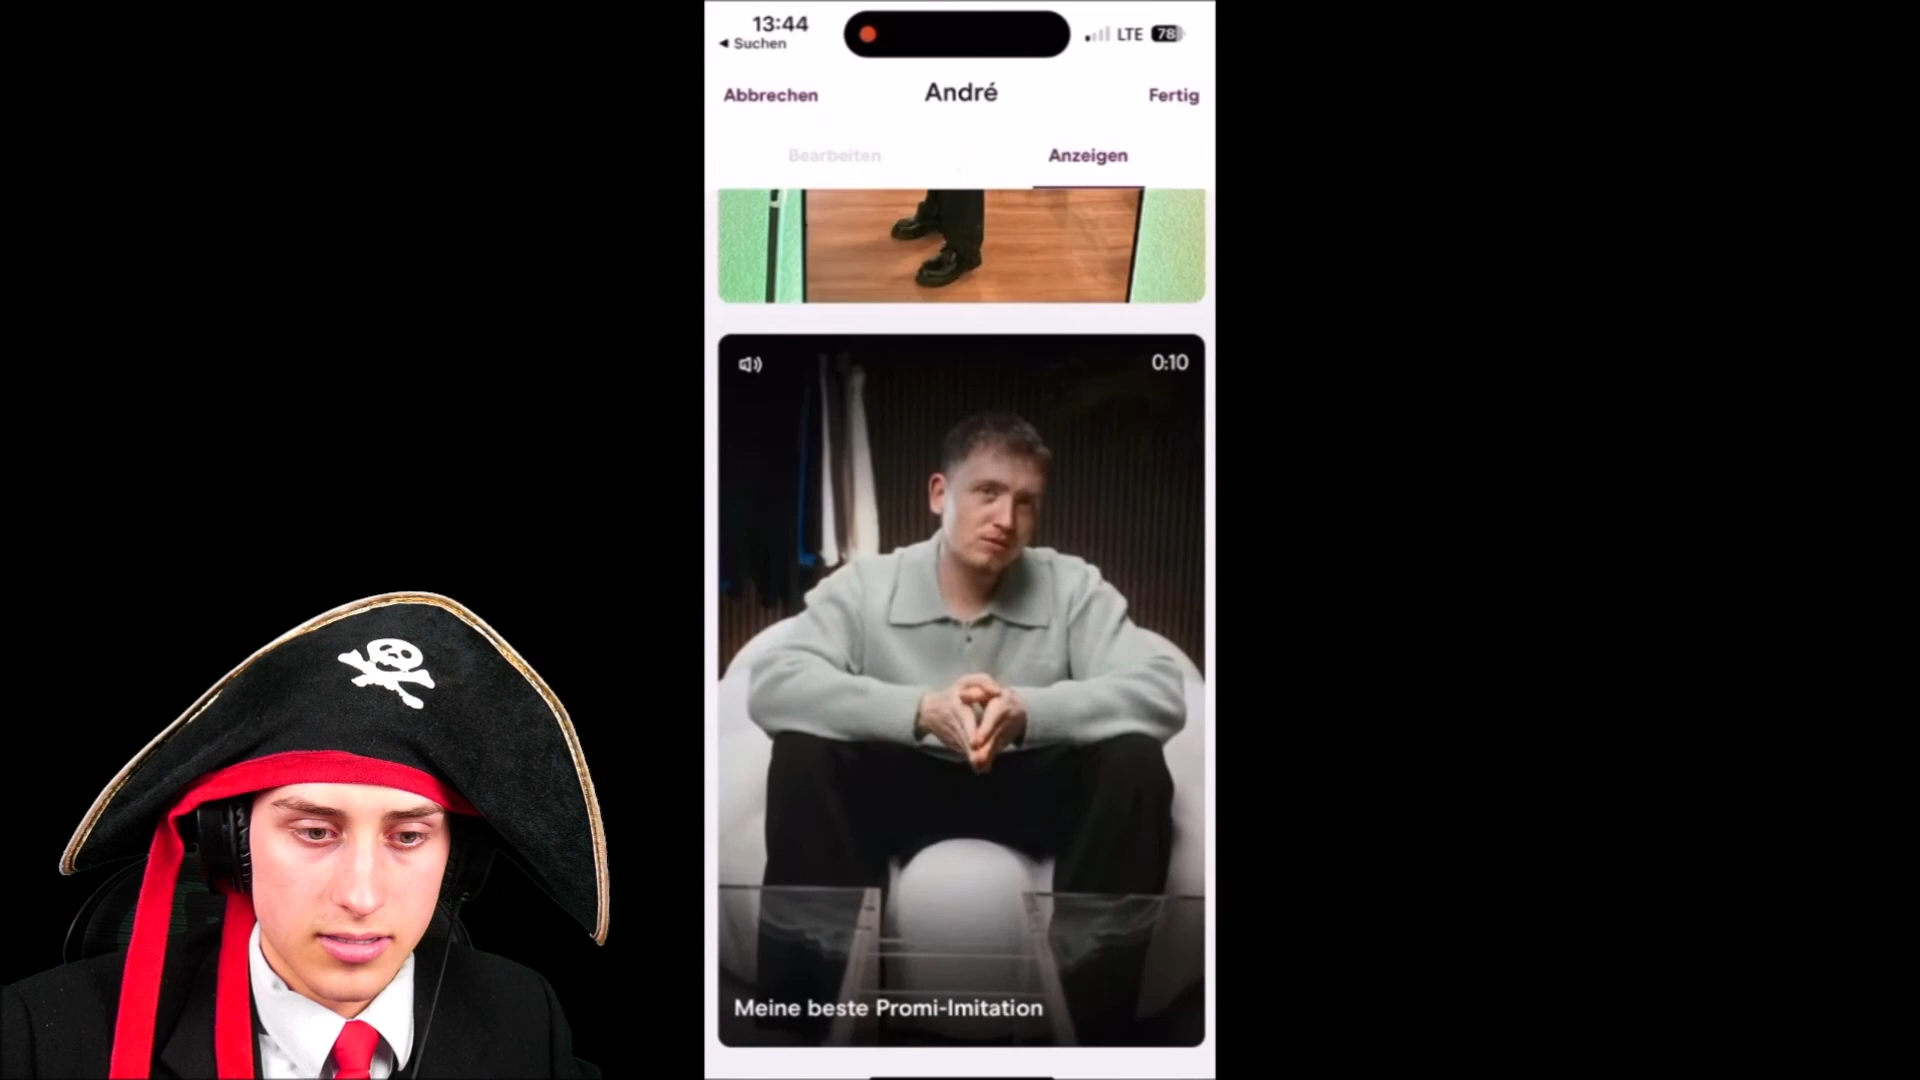 13:44
◀ Suchen
LTE
78
Abbrechen
André
Fertig
Bearbeiten
Anzeigen
0:10
Meine beste Promi-Imitation